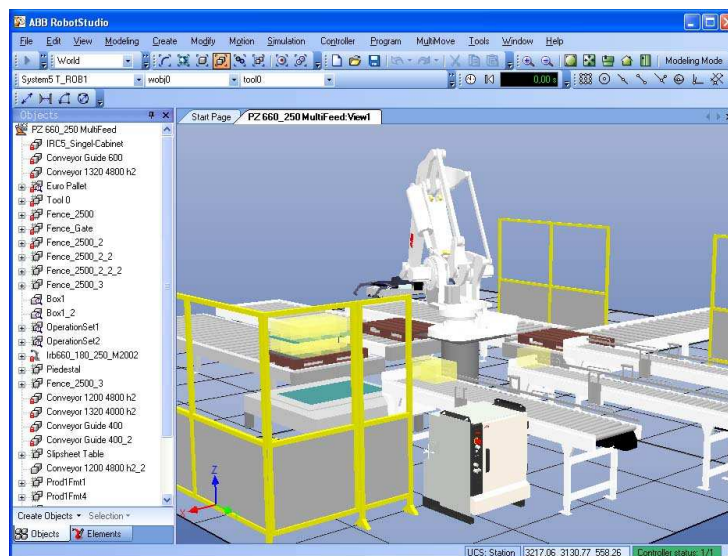 ABB RobotStudio
File Edit View Modeling Create Modify Motion Simulation Controller Program MultiMove Tools Window Help
World
Modeling Mode
System5 T_ROB1 wobj0 tool0 0.00 s
Objects
Start Page PZ 660_250 MultiFeed:View1
PZ 660_250 MultiFeed
IRC5_Singel-Cabinet
Conveyor Guide 600
Conveyor 1320 4800 h2
Euro Pallet
Tool 0
Fence_2500
Fence_Gate
Fence_2500_2
Fence_2500_2_2
Fence_2500_2_2_2
Fence_2500_3
Box1
Box1_2
OperationSet1
OperationSet2
Irb660_180_250_M2002
Piedestal
Fence_2500_3
Conveyor 1200 4800 h2
Conveyor 1320 4000 h2
Conveyor Guide 400
Conveyor Guide 400_2
Slipsheet Table
Conveyor 1200 4800 h2_2
Prod1Fmt1
Prod1Fmt4
Z
X
Create Objects Selection
Objects Elements
UCS: Station 3217.06 3130.77 558.26 Controller status: 1/1